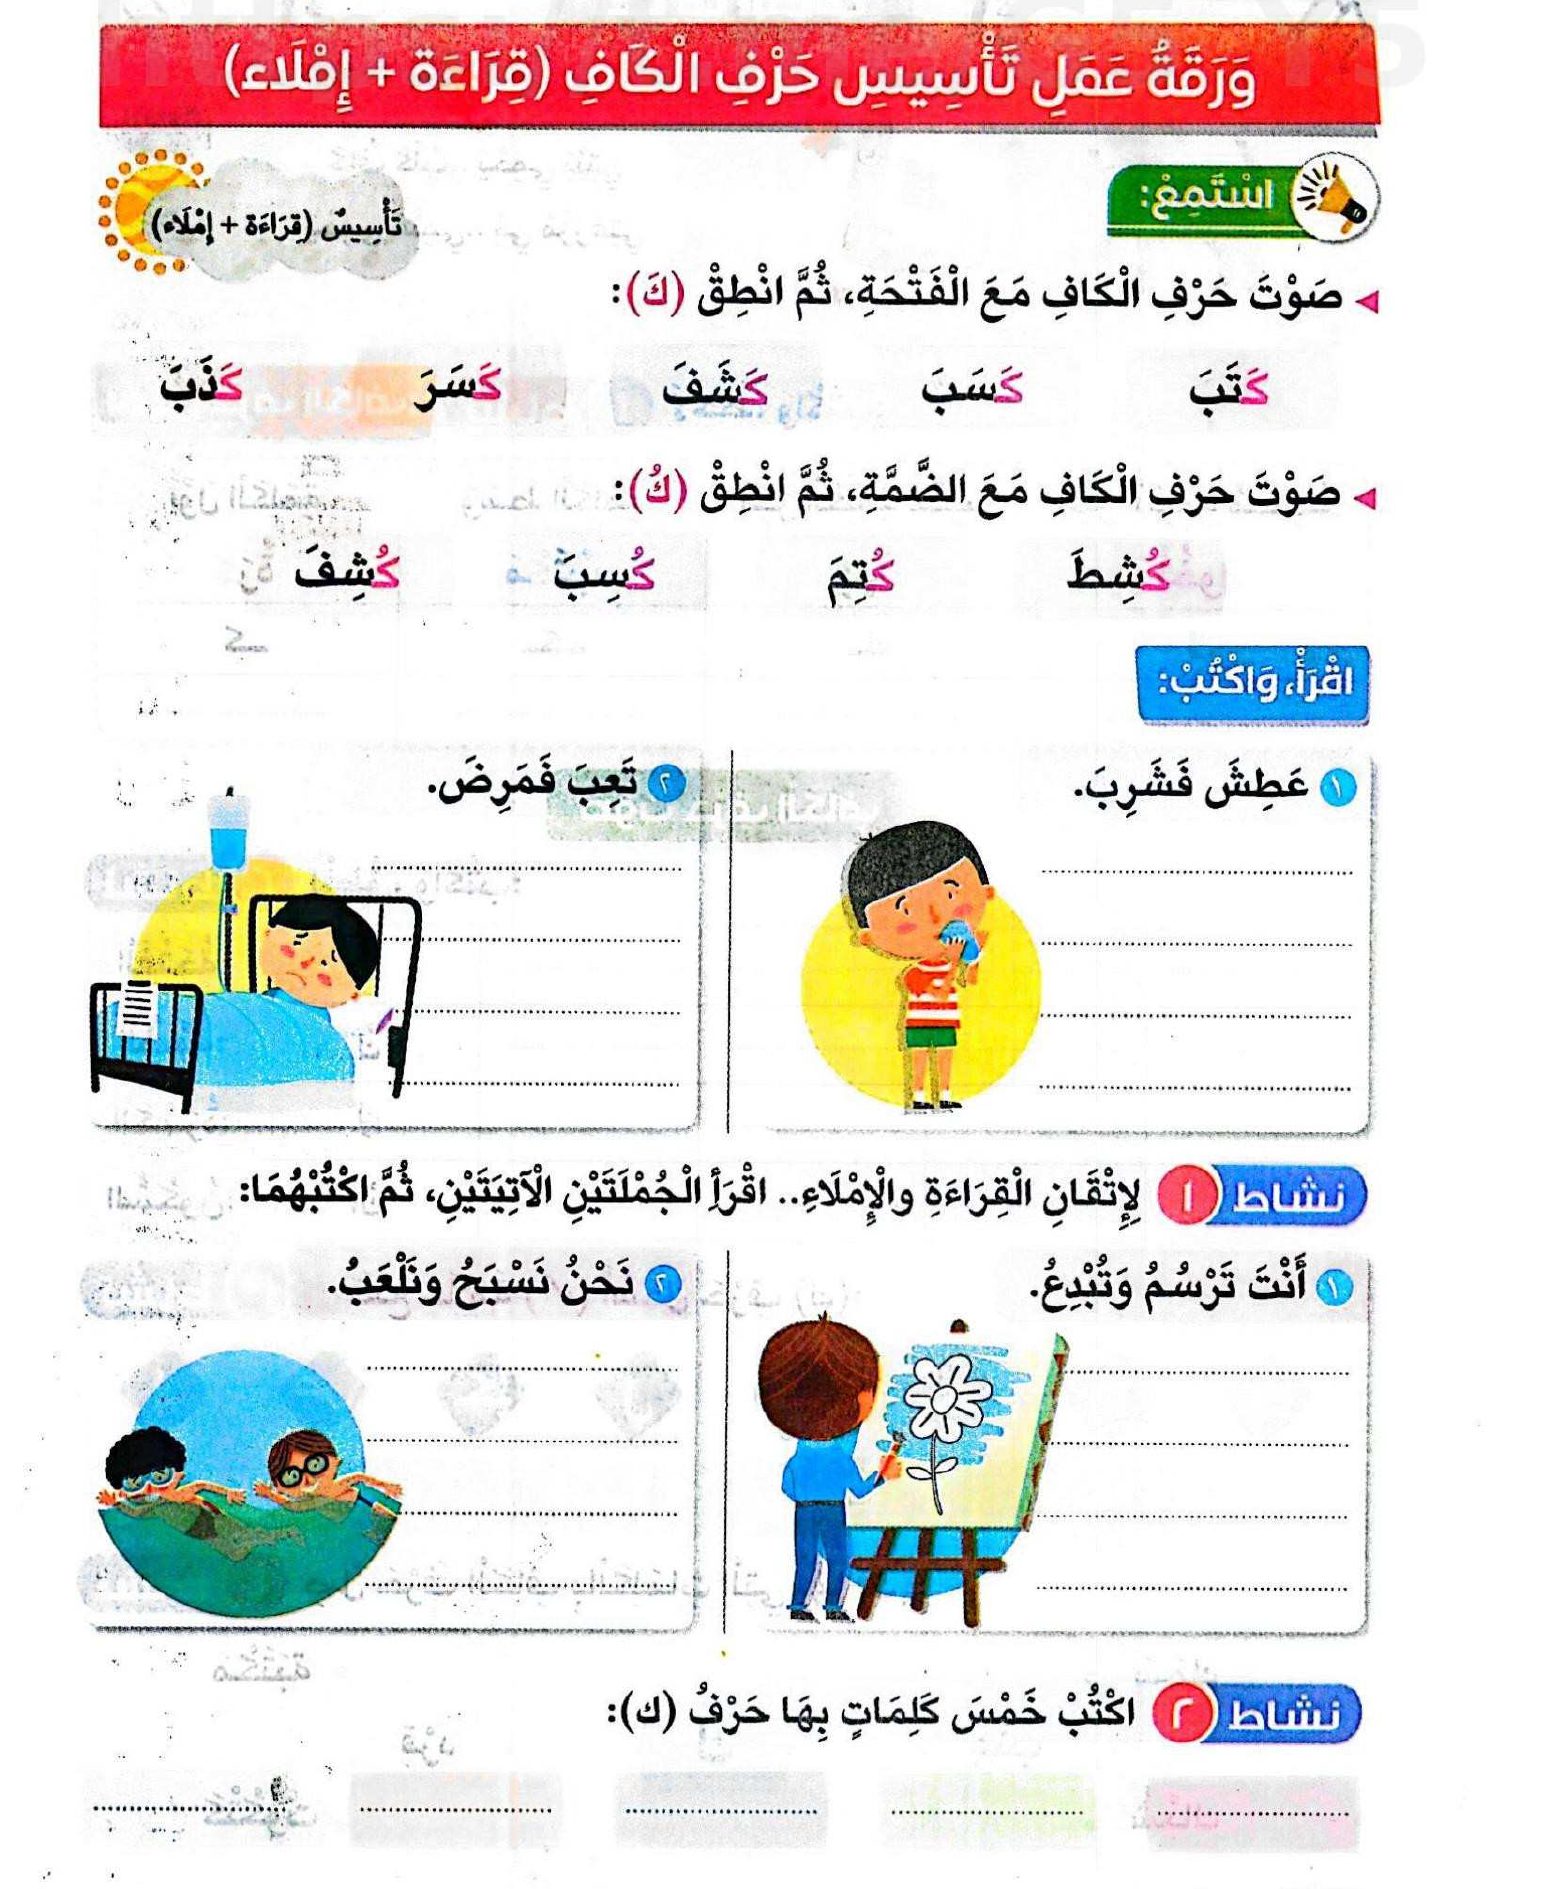 وَرَقَةُ عَمَلِ تَأْسِيسِ حَرْفِ الْكَافِ (قِرَاءَة + إِمْلَاء)
اسْتَمِعْ:
تَأْسِيسٌ (قِرَاءَة + إِمْلَاء)
صَوْتَ حَرْفِ الْكَافِ مَعَ الْفَتْحَةِ، ثُمَّ انْطِقْ (كَ):
كَتَبَ كَسَبَ كَشَفَ كَسَرَ كَذَبَ
صَوْتَ حَرْفِ الْكَافِ مَعَ الضَّمَّةِ، ثُمَّ انْطِقْ (كُ):
كُشِطَ كُتِمَ كُسِبَ كُشِفَ
اقْرَأْ، وَاكْتُبْ:
١ عَطِشَ فَشَرِبَ.
٢ تَعِبَ فَمَرِضَ.
نشاط ١ لِإِتْقَانِ الْقِرَاءَةِ والْإِمْلَاءِ.. اقْرَأِ الْجُمْلَتَيْنِ الْآتِيَتَيْنِ، ثُمَّ اكْتُبْهُمَا:
١ أَنْتَ تَرْسُمُ وَتُبْدِعُ.
٢ نَحْنُ نَسْبَحُ وَنَلْعَبُ.
نشاط ٢ اكْتُبْ خَمْسَ كَلِمَاتٍ بِهَا حَرْفُ (ك):